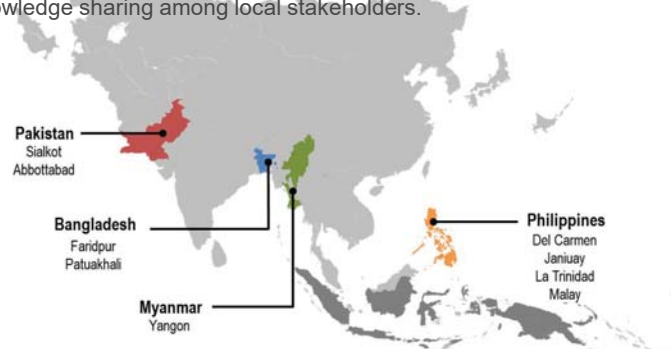 knowledge sharing among local stakeholders.
Pakistan
Sialkot
Abbottabad
Bangladesh
Faridpur
Patuakhali
Myanmar
Yangon
Philippines
Del Carmen
Janiuay
La Trinidad
Malay